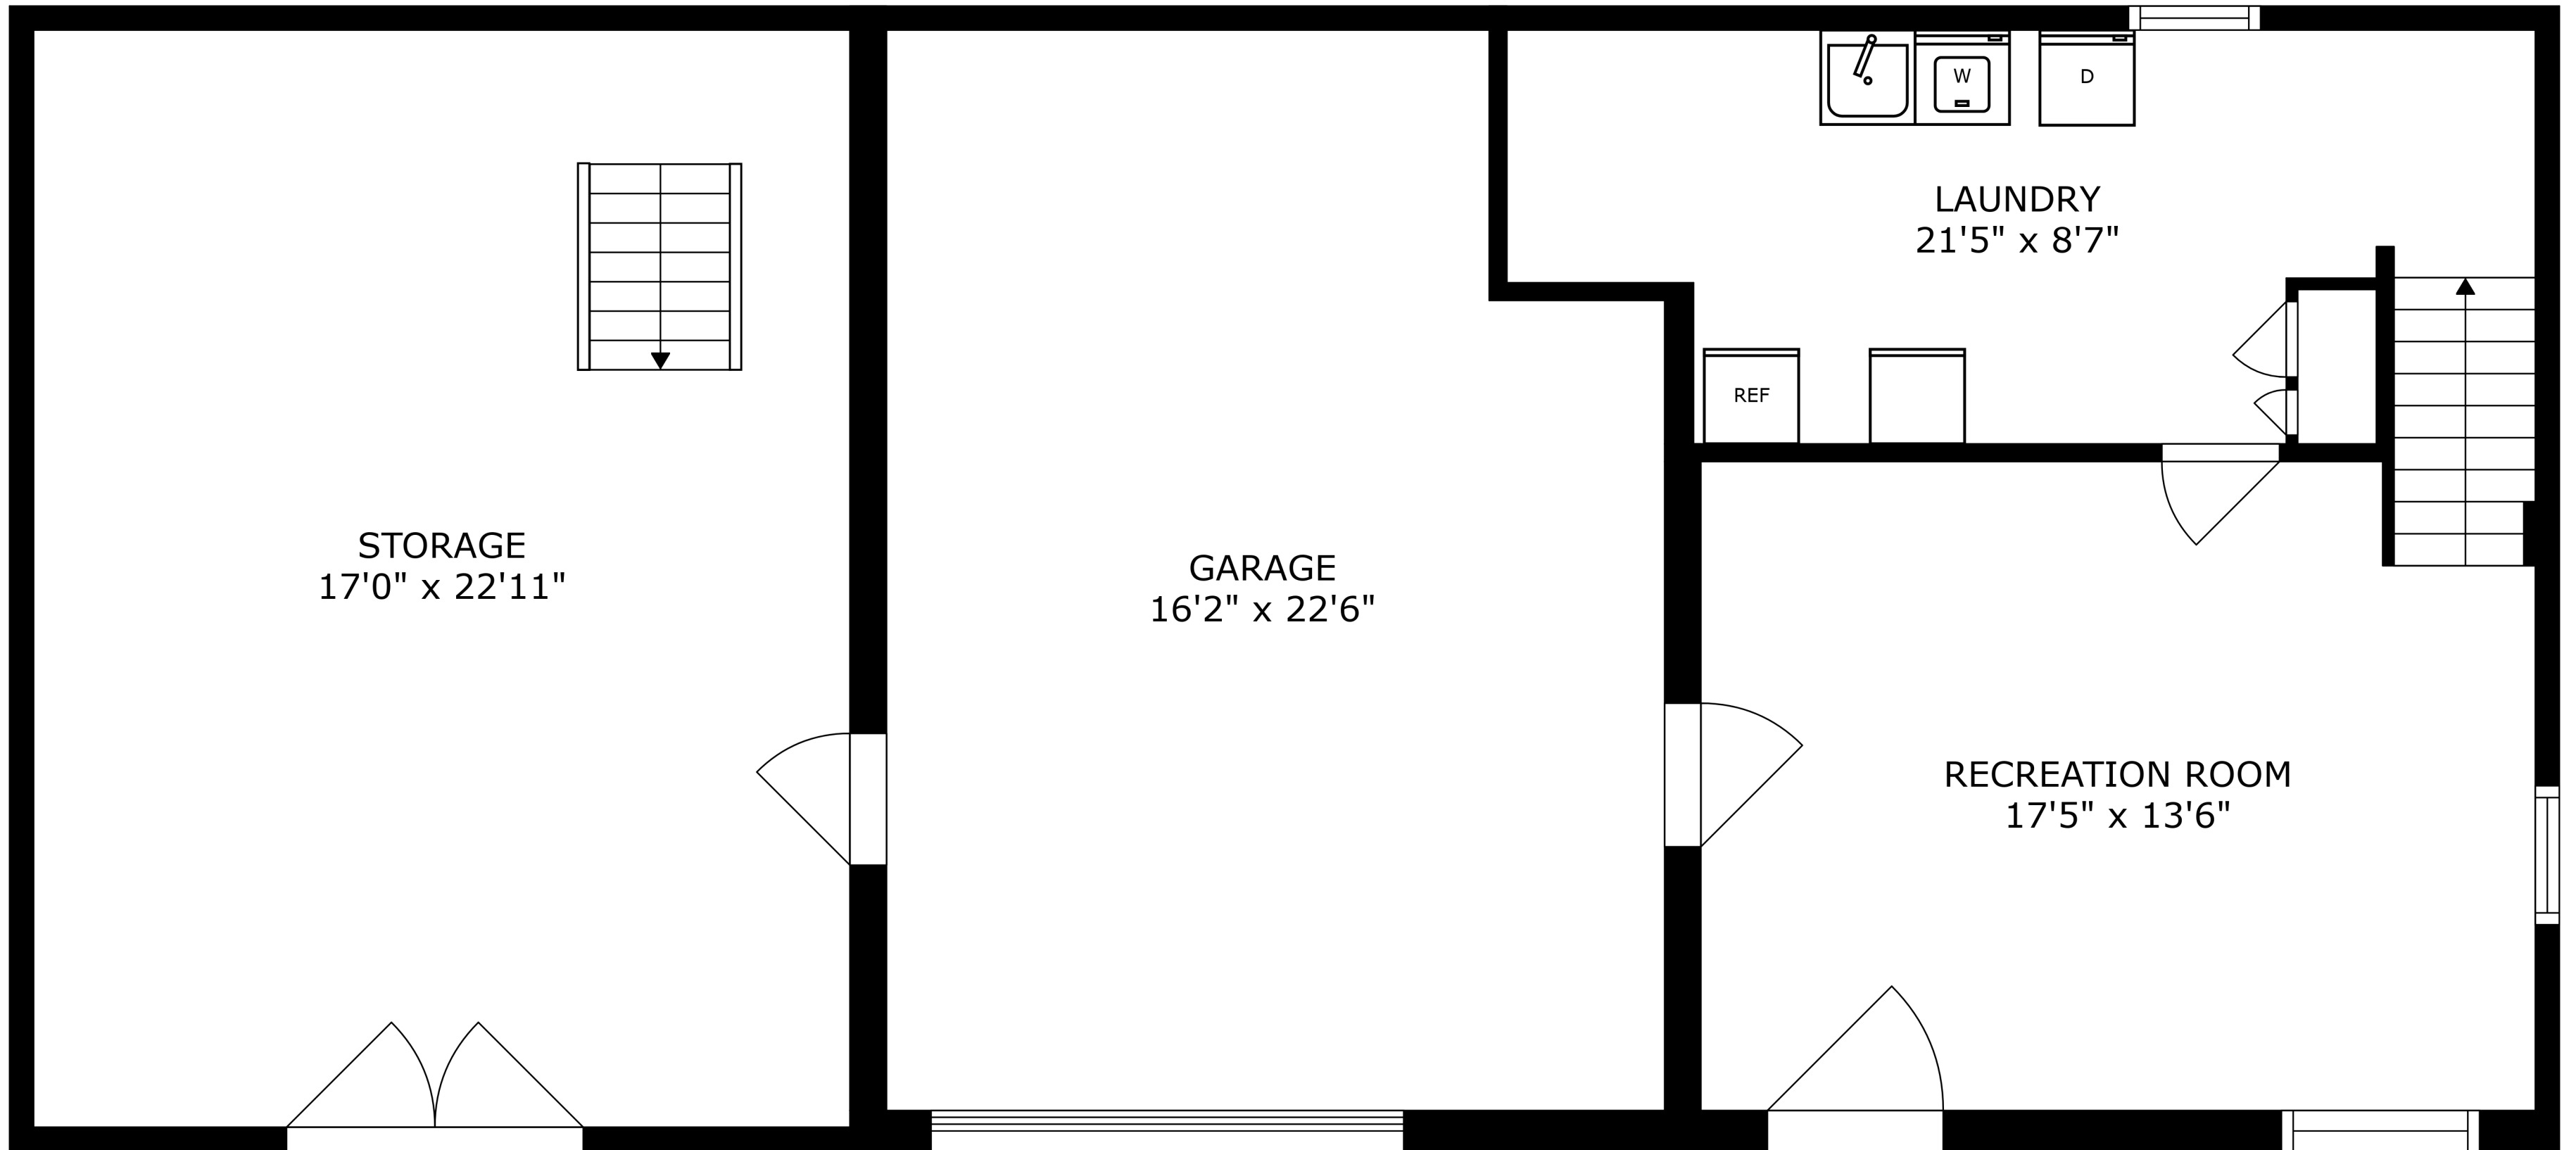 W
D
LAUNDRY
21'5" x 8'7"
REF
STORAGE
17'0" x 22'11"
GARAGE
16'2" x 22'6"
RECREATION ROOM
17'5" x 13'6"